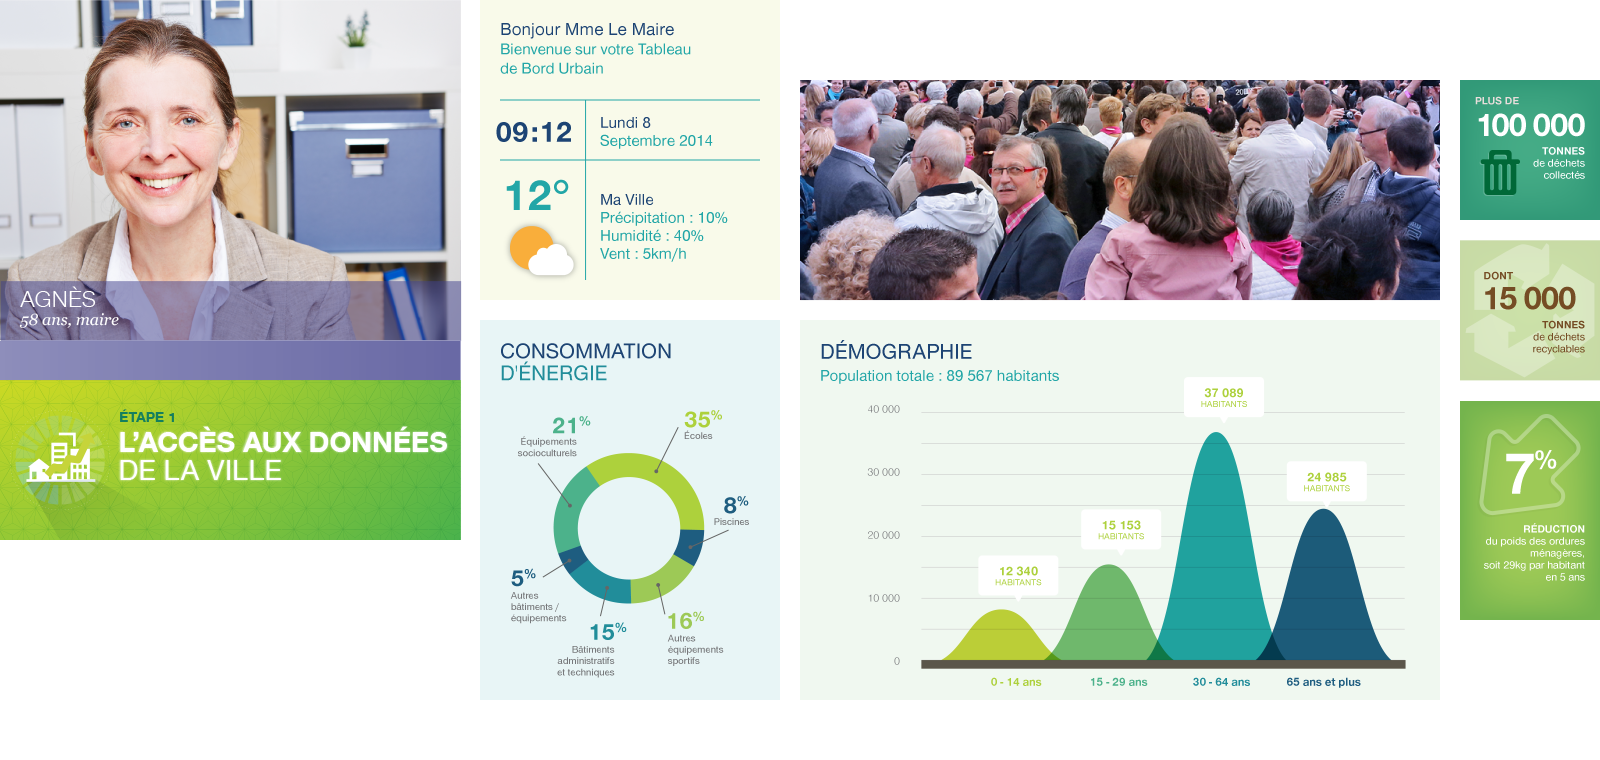 AGNÈS
58 ans, maire
ÉTAPE 1
L'ACCÈS AUX DONNÉES
DE LA VILLE
Bonjour Mme Le Maire
Bienvenue sur votre Tableau
de Bord Urbain
09:12
Lundi 8
Septembre 2014
12°
Ma Ville
Précipitation : 10%
Humidité : 40%
Vent : 5km/h
CONSOMMATION
D'ÉNERGIE
21%
Équipements
socioculturels
35%
Écoles
8%
Piscines
5%
Autres
bâtiments /
équipements
15%
Bâtiments
administratifs
et techniques
16%
Autres
équipements
sportifs
DÉMOGRAPHIE
Population totale : 89 567 habitants
40 000
30 000
20 000
10 000
0
12 340
HABITANTS
15 153
HABITANTS
37 089
HABITANTS
24 985
HABITANTS
0 - 14 ans
15 - 29 ans
30 - 64 ans
65 ans et plus
PLUS DE
100 000
TONNES
de déchets
collectés
DONT
15 000
TONNES
de déchets
recyclables
7%
RÉDUCTION
du poids des ordures
ménagères,
soit 29kg par habitant
en 5 ans